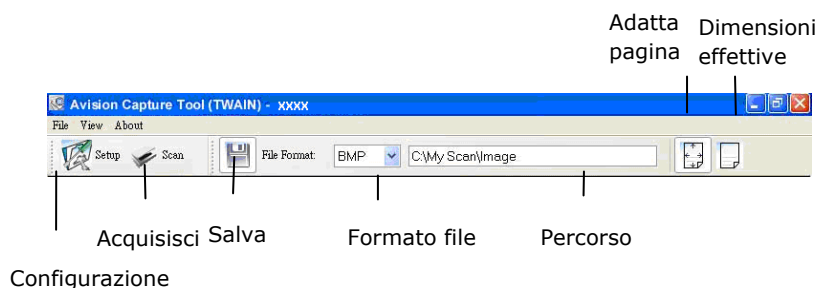 Adatta pagina
Dimensioni effettive
Avision Capture Tool (TWAIN) - xxxx
File View About
Setup Scan File Format: BMP C:\My Scan\Image
Acquisisci Salva Formato file Percorso
Configurazione